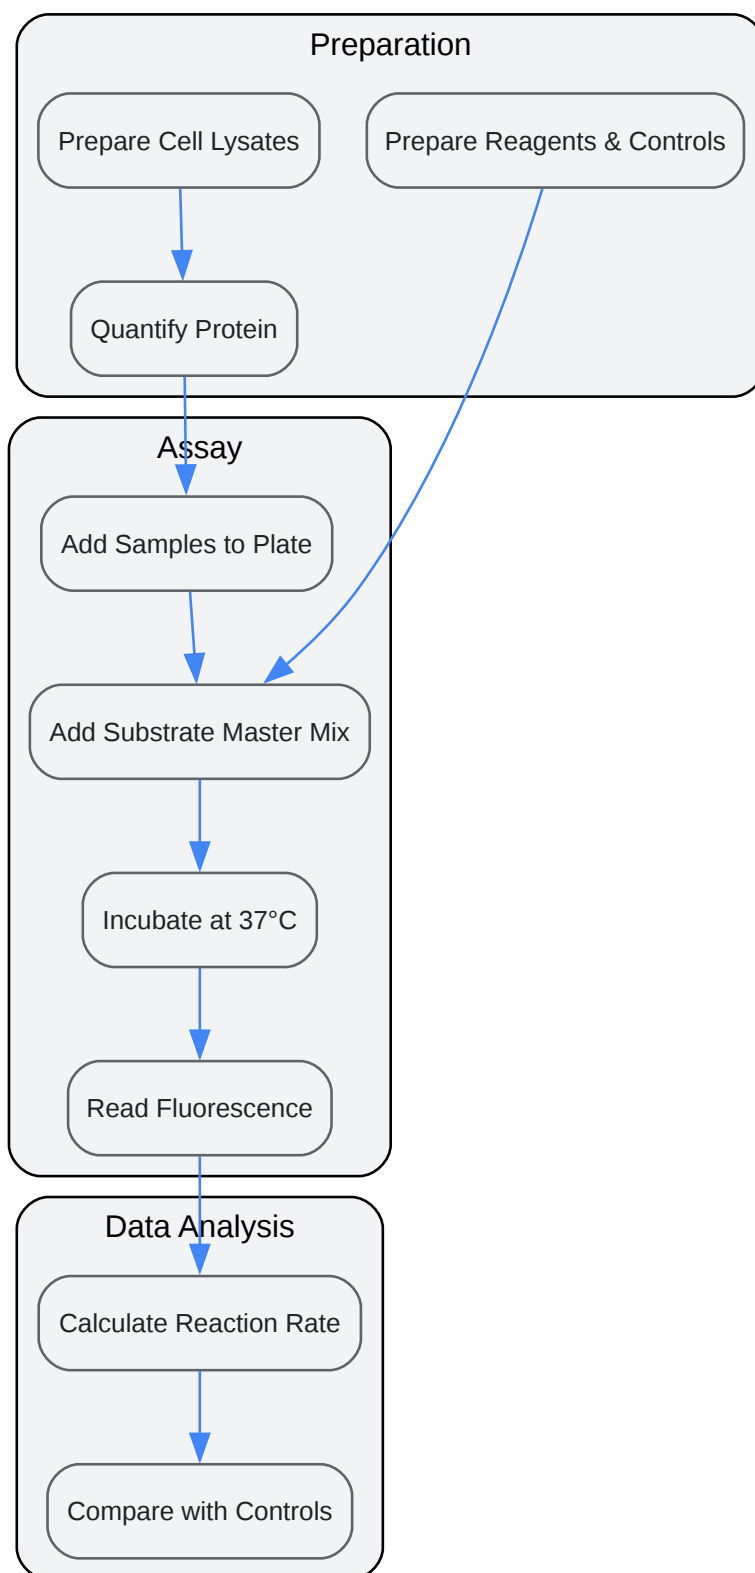 Preparation
Prepare Cell Lysates
Prepare Reagents & Controls
Quantify Protein
Assay
Add Samples to Plate
Add Substrate Master Mix
Incubate at 37°C
Read Fluorescence
Data Analysis
Calculate Reaction Rate
Compare with Controls